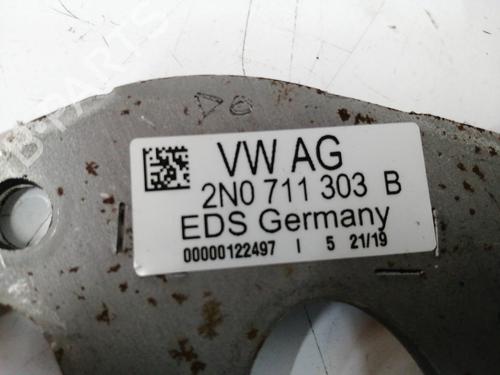 VW AG
2N0 711 303 B
EDS Germany
00000122497 I 5 21/19